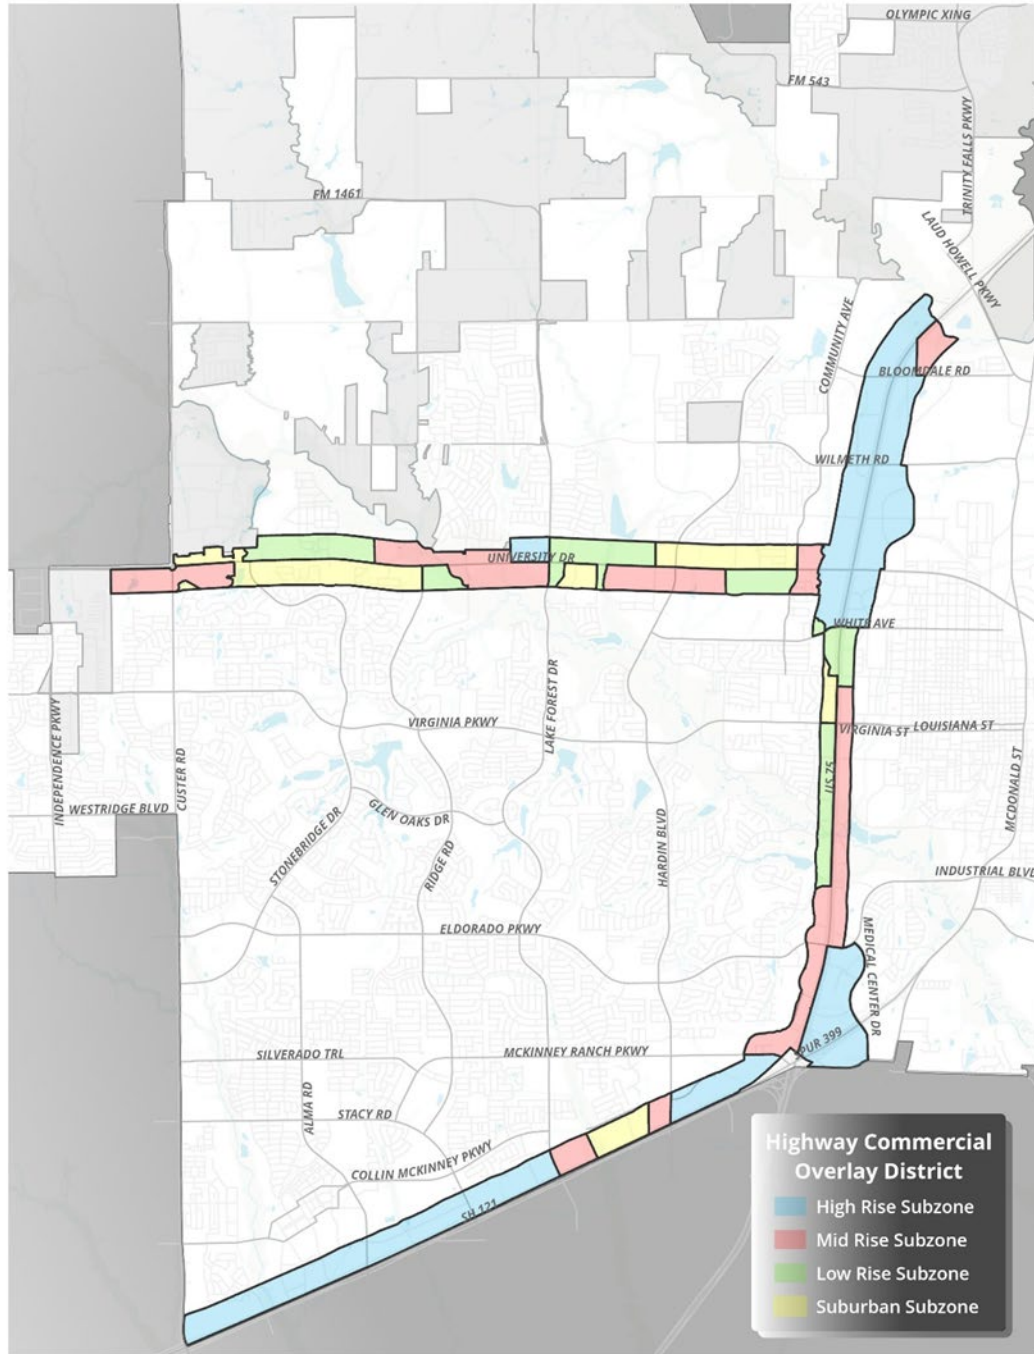 OLYMPIC XING
FM 543
TRINITY FALLS PKWY
FM 1461
LAUD HOWELL PKWY
COMMUNITY AVE
BLOOMDALE RD
WILMETH RD
UNIVERSITY DR
WHITE AVE
LAKE FOREST DR
INDEPENDENCE PKWY
VIRGINIA PKWY
VIRGINIA ST
LOUISIANA ST
CUSTER RD
US 75
MCDONALD ST
WESTRIDGE BLVD
GLEN OAKS DR
STONEBRIDGE DR
RIDGE RD
HARDIN BLVD
INDUSTRIAL BLVD
ELDORADO PKWY
MEDICAL CENTER DR
SILVERADO TRL
MCKINNEY RANCH PKWY
PUR 399
ALMA RD
STACY RD
COLLIN MCKINNEY PKWY
SH 121
Highway Commercial
Overlay District
High Rise Subzone
Mid Rise Subzone
Low Rise Subzone
Suburban Subzone